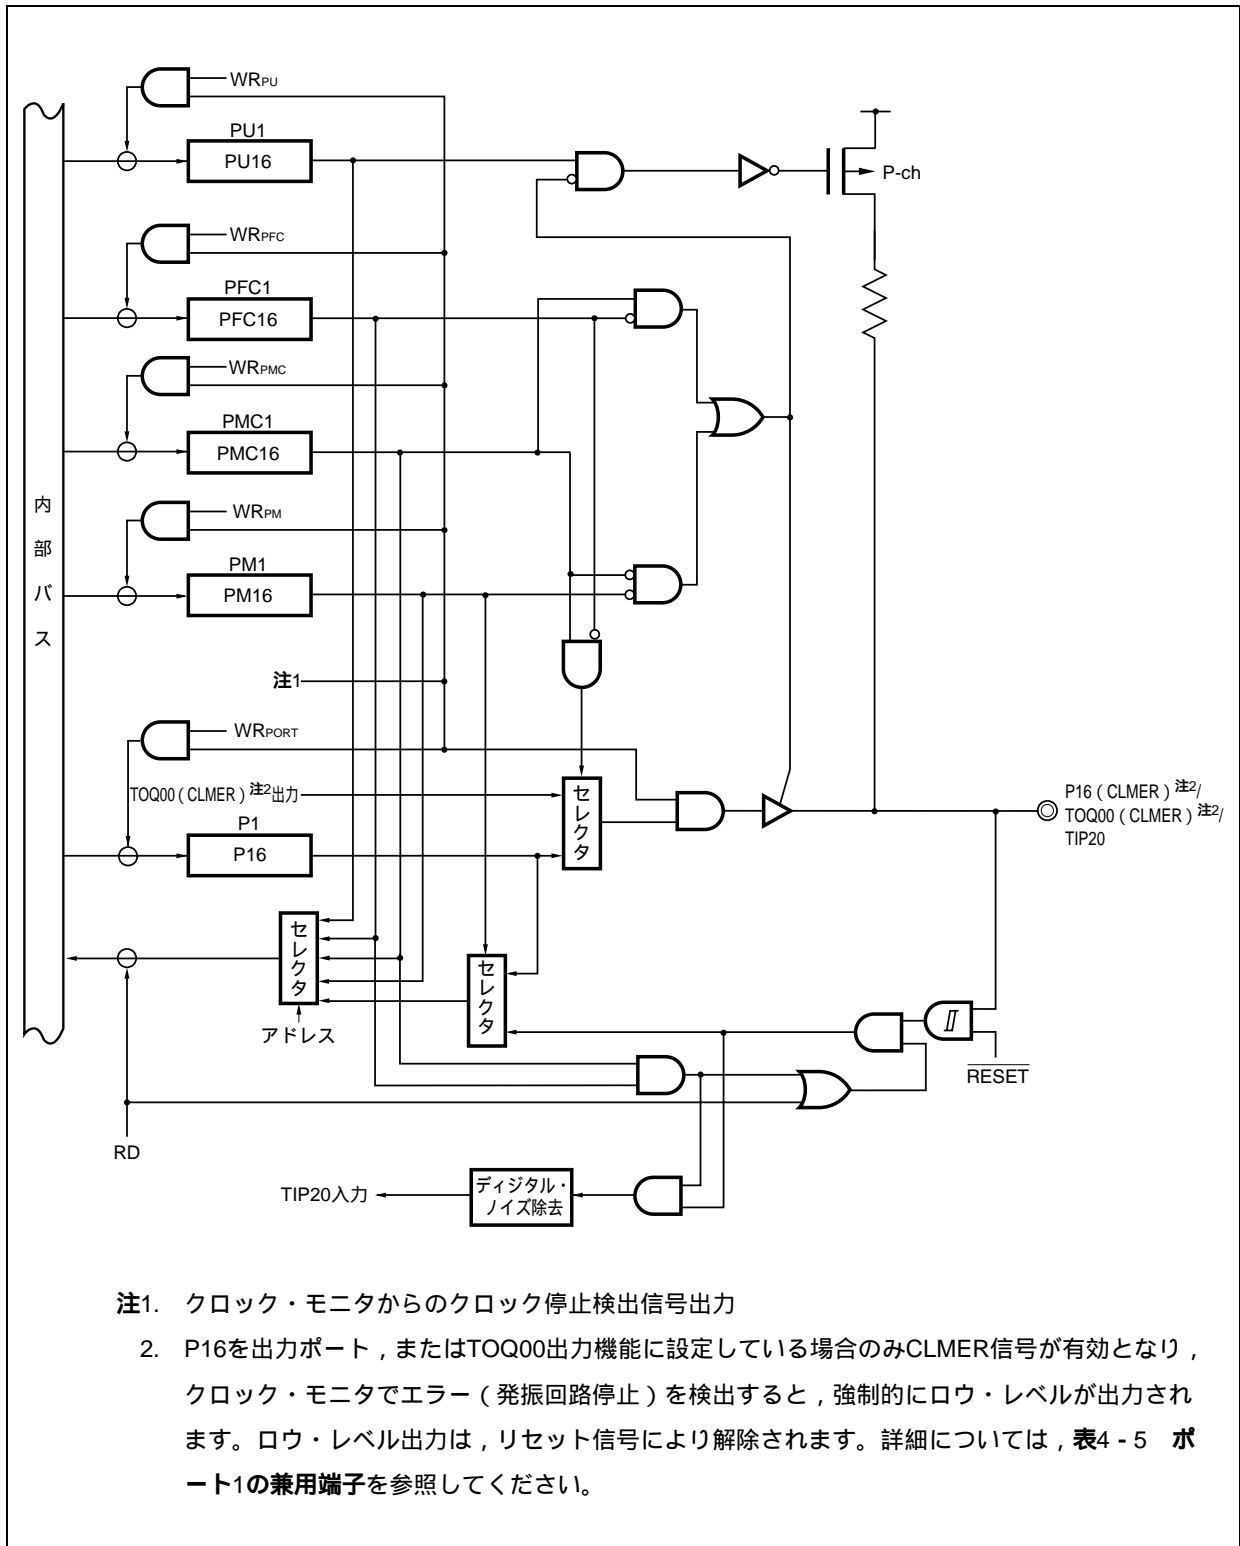 WRPU
PU1
PU16
P-ch
WRPFC
PFC1
PFC16
WRPMC
PMC1
PMC16
WRPM
PM1
PM16
内部バス
注1
WRPORT
TOQ00(CLMER)注2出力
セレクタ
P1
P16
P16(CLMER)注2/
TOQ00(CLMER)注2/
TIP20
セレクタ
セレクタ
アドレス
RESET
RD
TIP20入力
ディジタル・
ノイズ除去
注1. クロック・モニタからのクロック停止検出信号出力
2. P16を出力ポート,またはTOQ00出力機能に設定している場合のみCLMER信号が有効となり,
クロック・モニタでエラー(発振回路停止)を検出すると,強制的にロウ・レベルが出力され
ます。ロウ・レベル出力は,リセット信号により解除されます。詳細については,表4-5 ポ
ート1の兼用端子を参照してください。